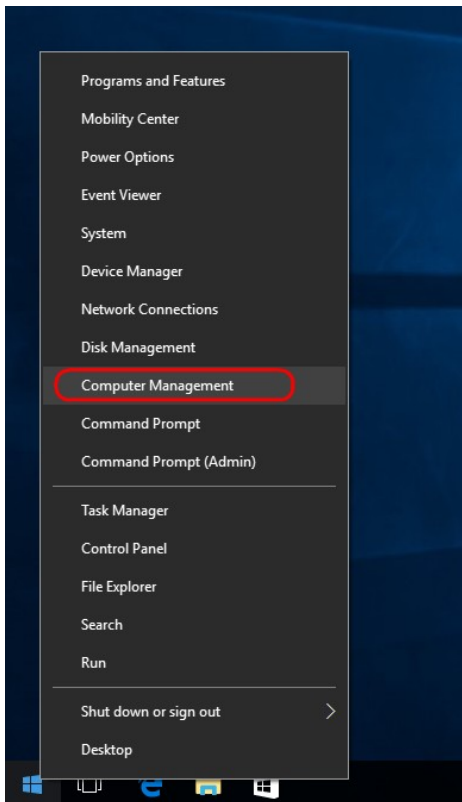 Programs and Features
Mobility Center
Power Options
Event Viewer
System
Device Manager
Network Connections
Disk Management
Computer Management
Command Prompt
Command Prompt (Admin)
Task Manager
Control Panel
File Explorer
Search
Run
Shut down or sign out
Desktop